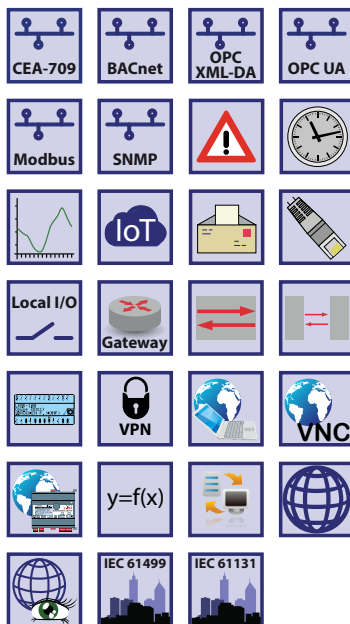 CEA-709
BACnet
OPC
XML-DA
OPC UA
Modbus
SNMP
IoT
Local I/O
Gateway
VPN
VNC
y=f(x)
IEC 61499
IEC 61131